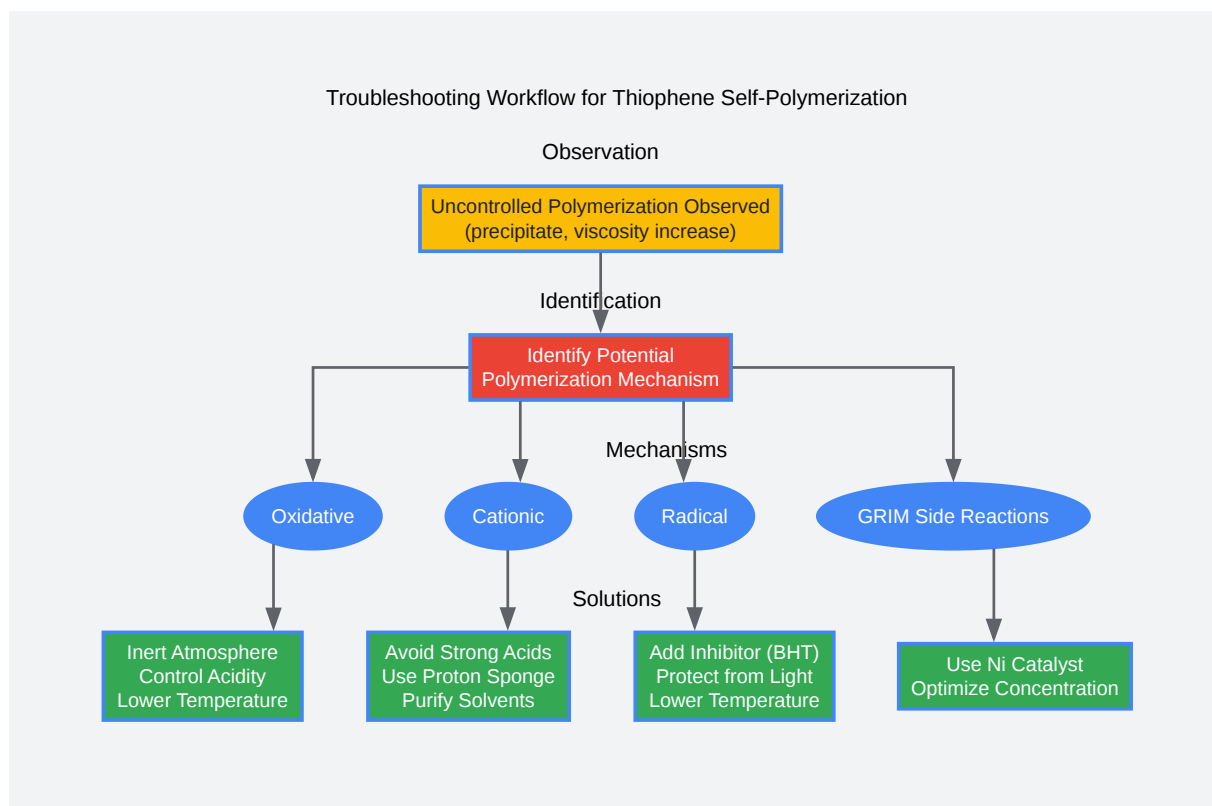 Troubleshooting Workflow for Thiophene Self-Polymerization
Observation
Uncontrolled Polymerization Observed
(precipitate, viscosity increase)
Identification
Identify Potential
Polymerization Mechanism
Mechanisms
Oxidative
Cationic
Radical
GRIM Side Reactions
Solutions
Inert Atmosphere
Control Acidity
Lower Temperature
Avoid Strong Acids
Use Proton Sponge
Purify Solvents
Add Inhibitor (BHT)
Protect from Light
Lower Temperature
Use Ni Catalyst
Optimize Concentration